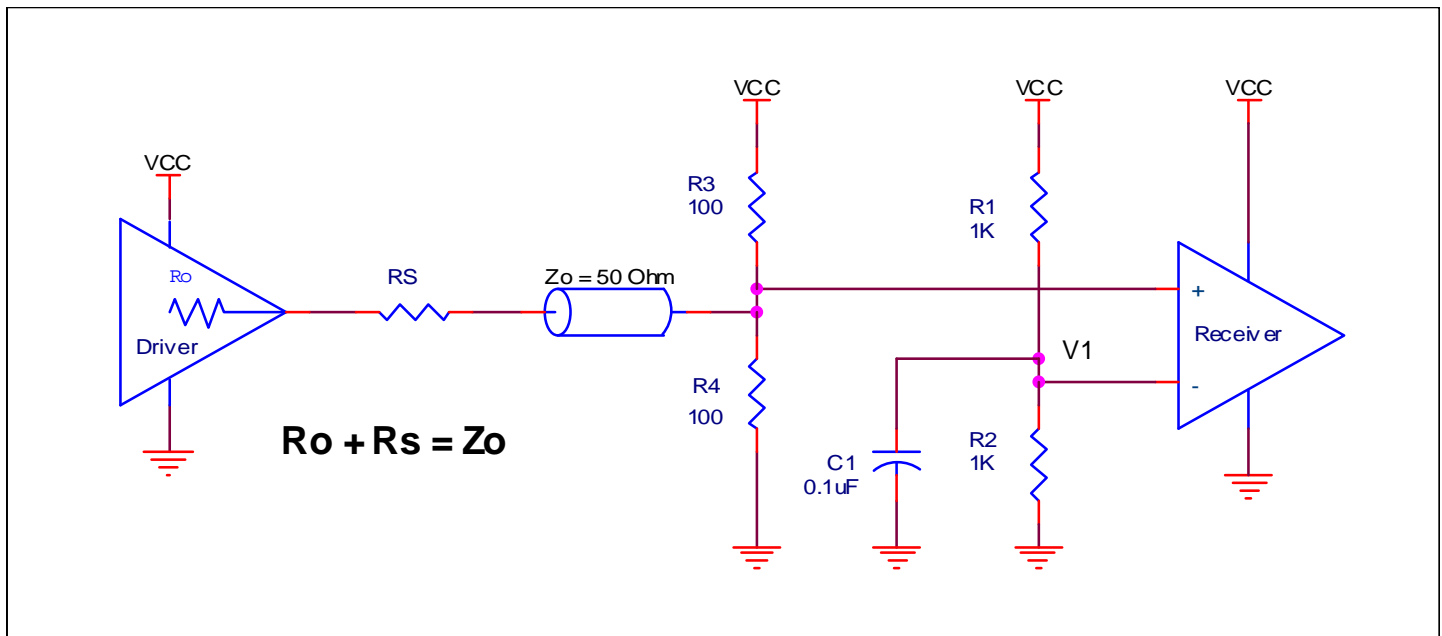 VCC
VCC
VCC
VCC
R3
100
R1
1K
Ro
RS
Zo = 50 Ohm
+
Driver
Receiver
V1
-
R4
100
Ro + Rs = Zo
C1
0.1uF
R2
1K